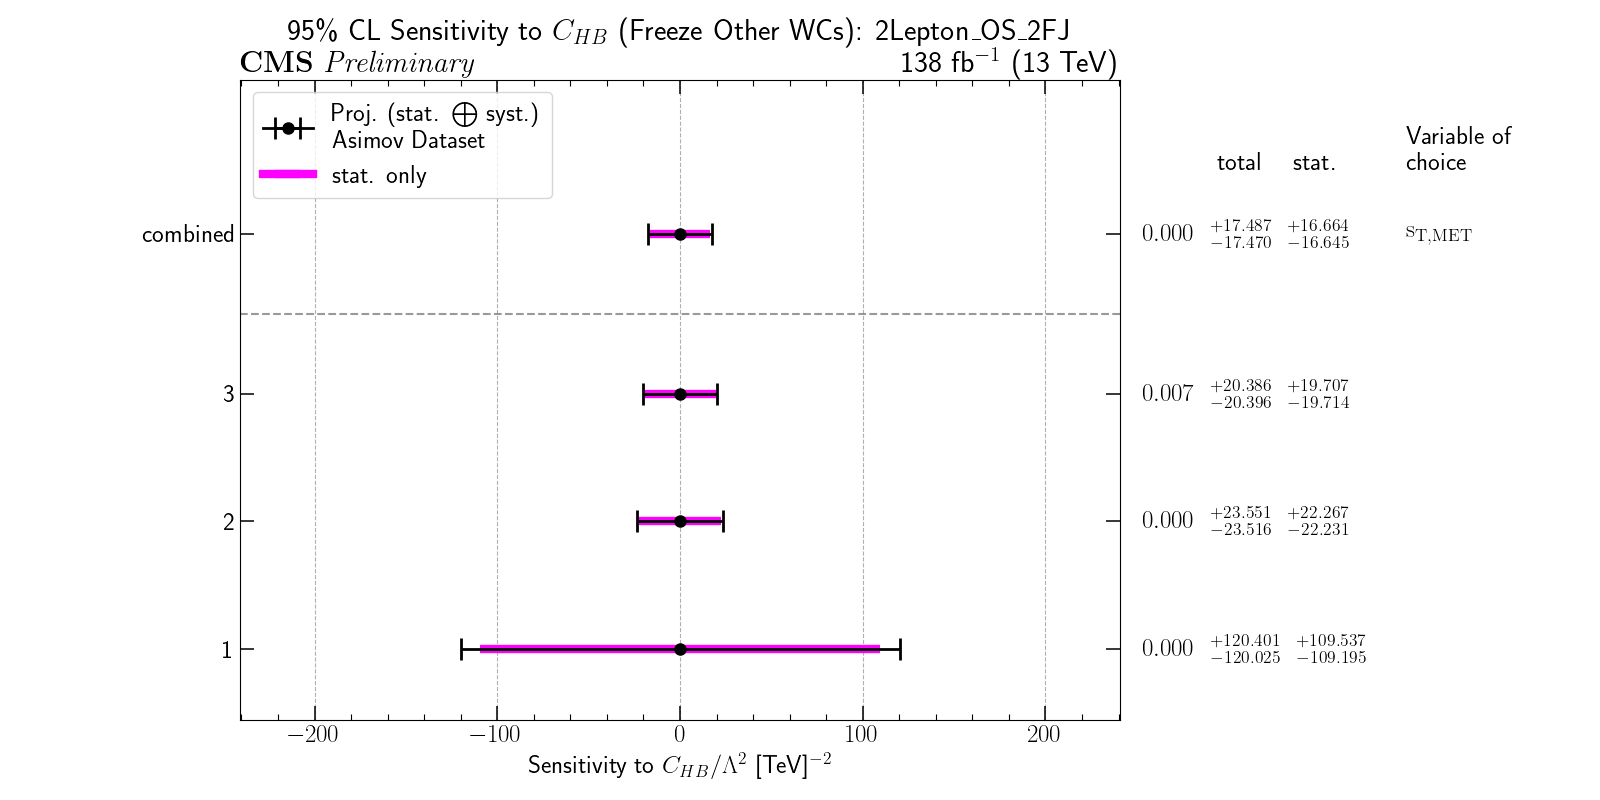 95% CL Sensitivity to C_{HB} (Freeze Other WCs): 2Lepton_OS_2FJ
CMS Preliminary 138 fb^{−1} (13 TeV)
Proj. (stat. ⨁ syst.)
Asimov Dataset
stat. only
total stat. Variable of choice
combined 0.000 +17.487 −17.470 +16.664 −16.645 s_{T,MET}
3 0.007 +20.386 −20.396 +19.707 −19.714
2 0.000 +23.551 −23.516 +22.267 −22.231
1 0.000 +120.401 −120.025 +109.537 −109.195
−200 −100 0 100 200
Sensitivity to C_{HB}/Λ^2 [TeV]^{−2}